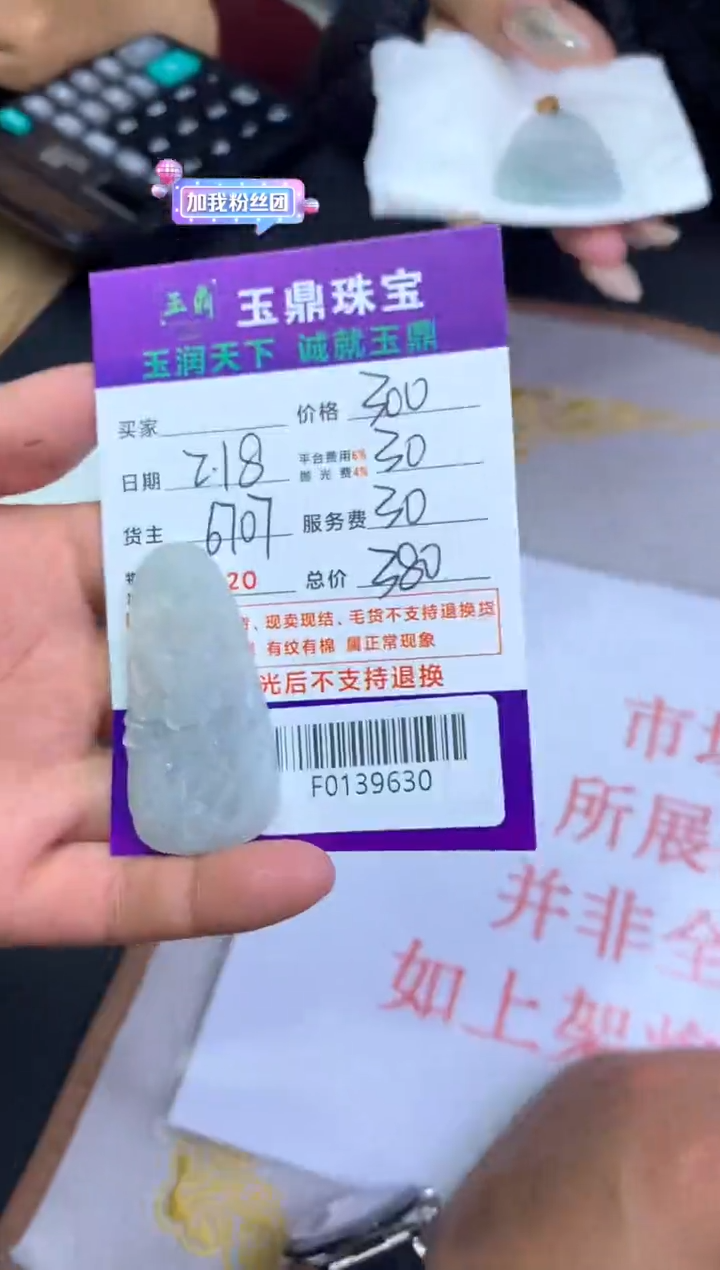 加我粉丝团
玉鼎 玉鼎珠宝
玉润天下 诚就玉鼎
买家 价格 300
日期 2.18 平台费用6% 抛光费4% 30
货主 6707 服务费 30
20 总价 380
、现卖现结、毛货不支持退换货
有纹有棉 属正常现象
光后不支持退换
F0139630
市场
所展
并非全
如上架